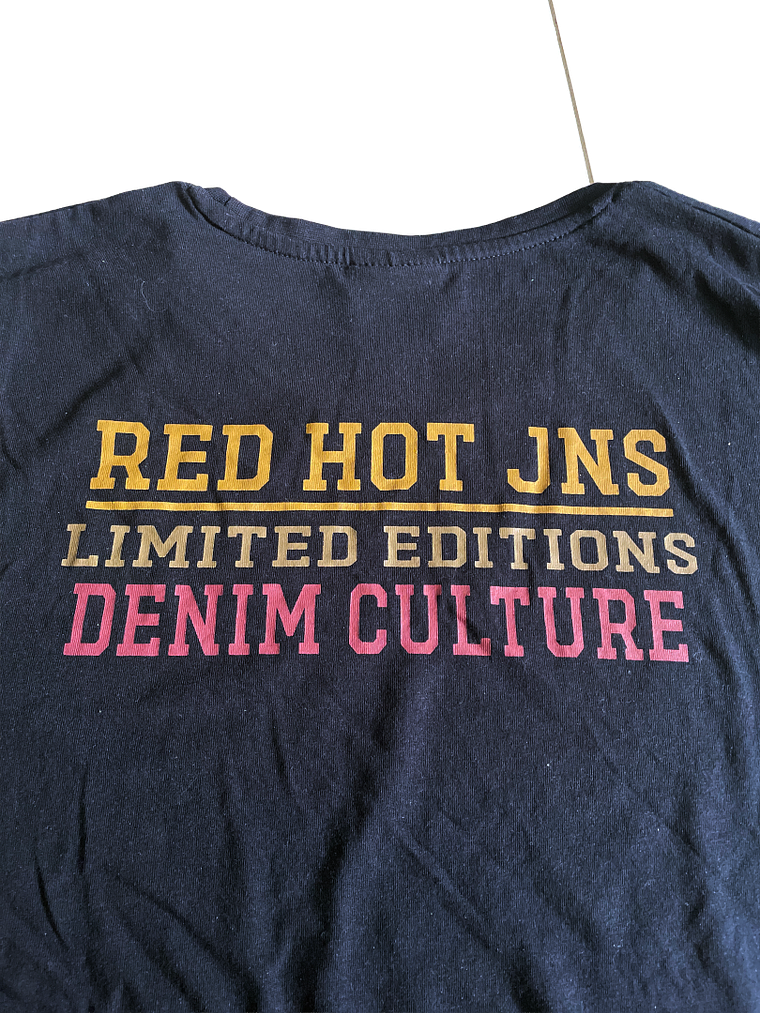 RED HOT JNS
LIMITED EDITIONS
DENIM CULTURE